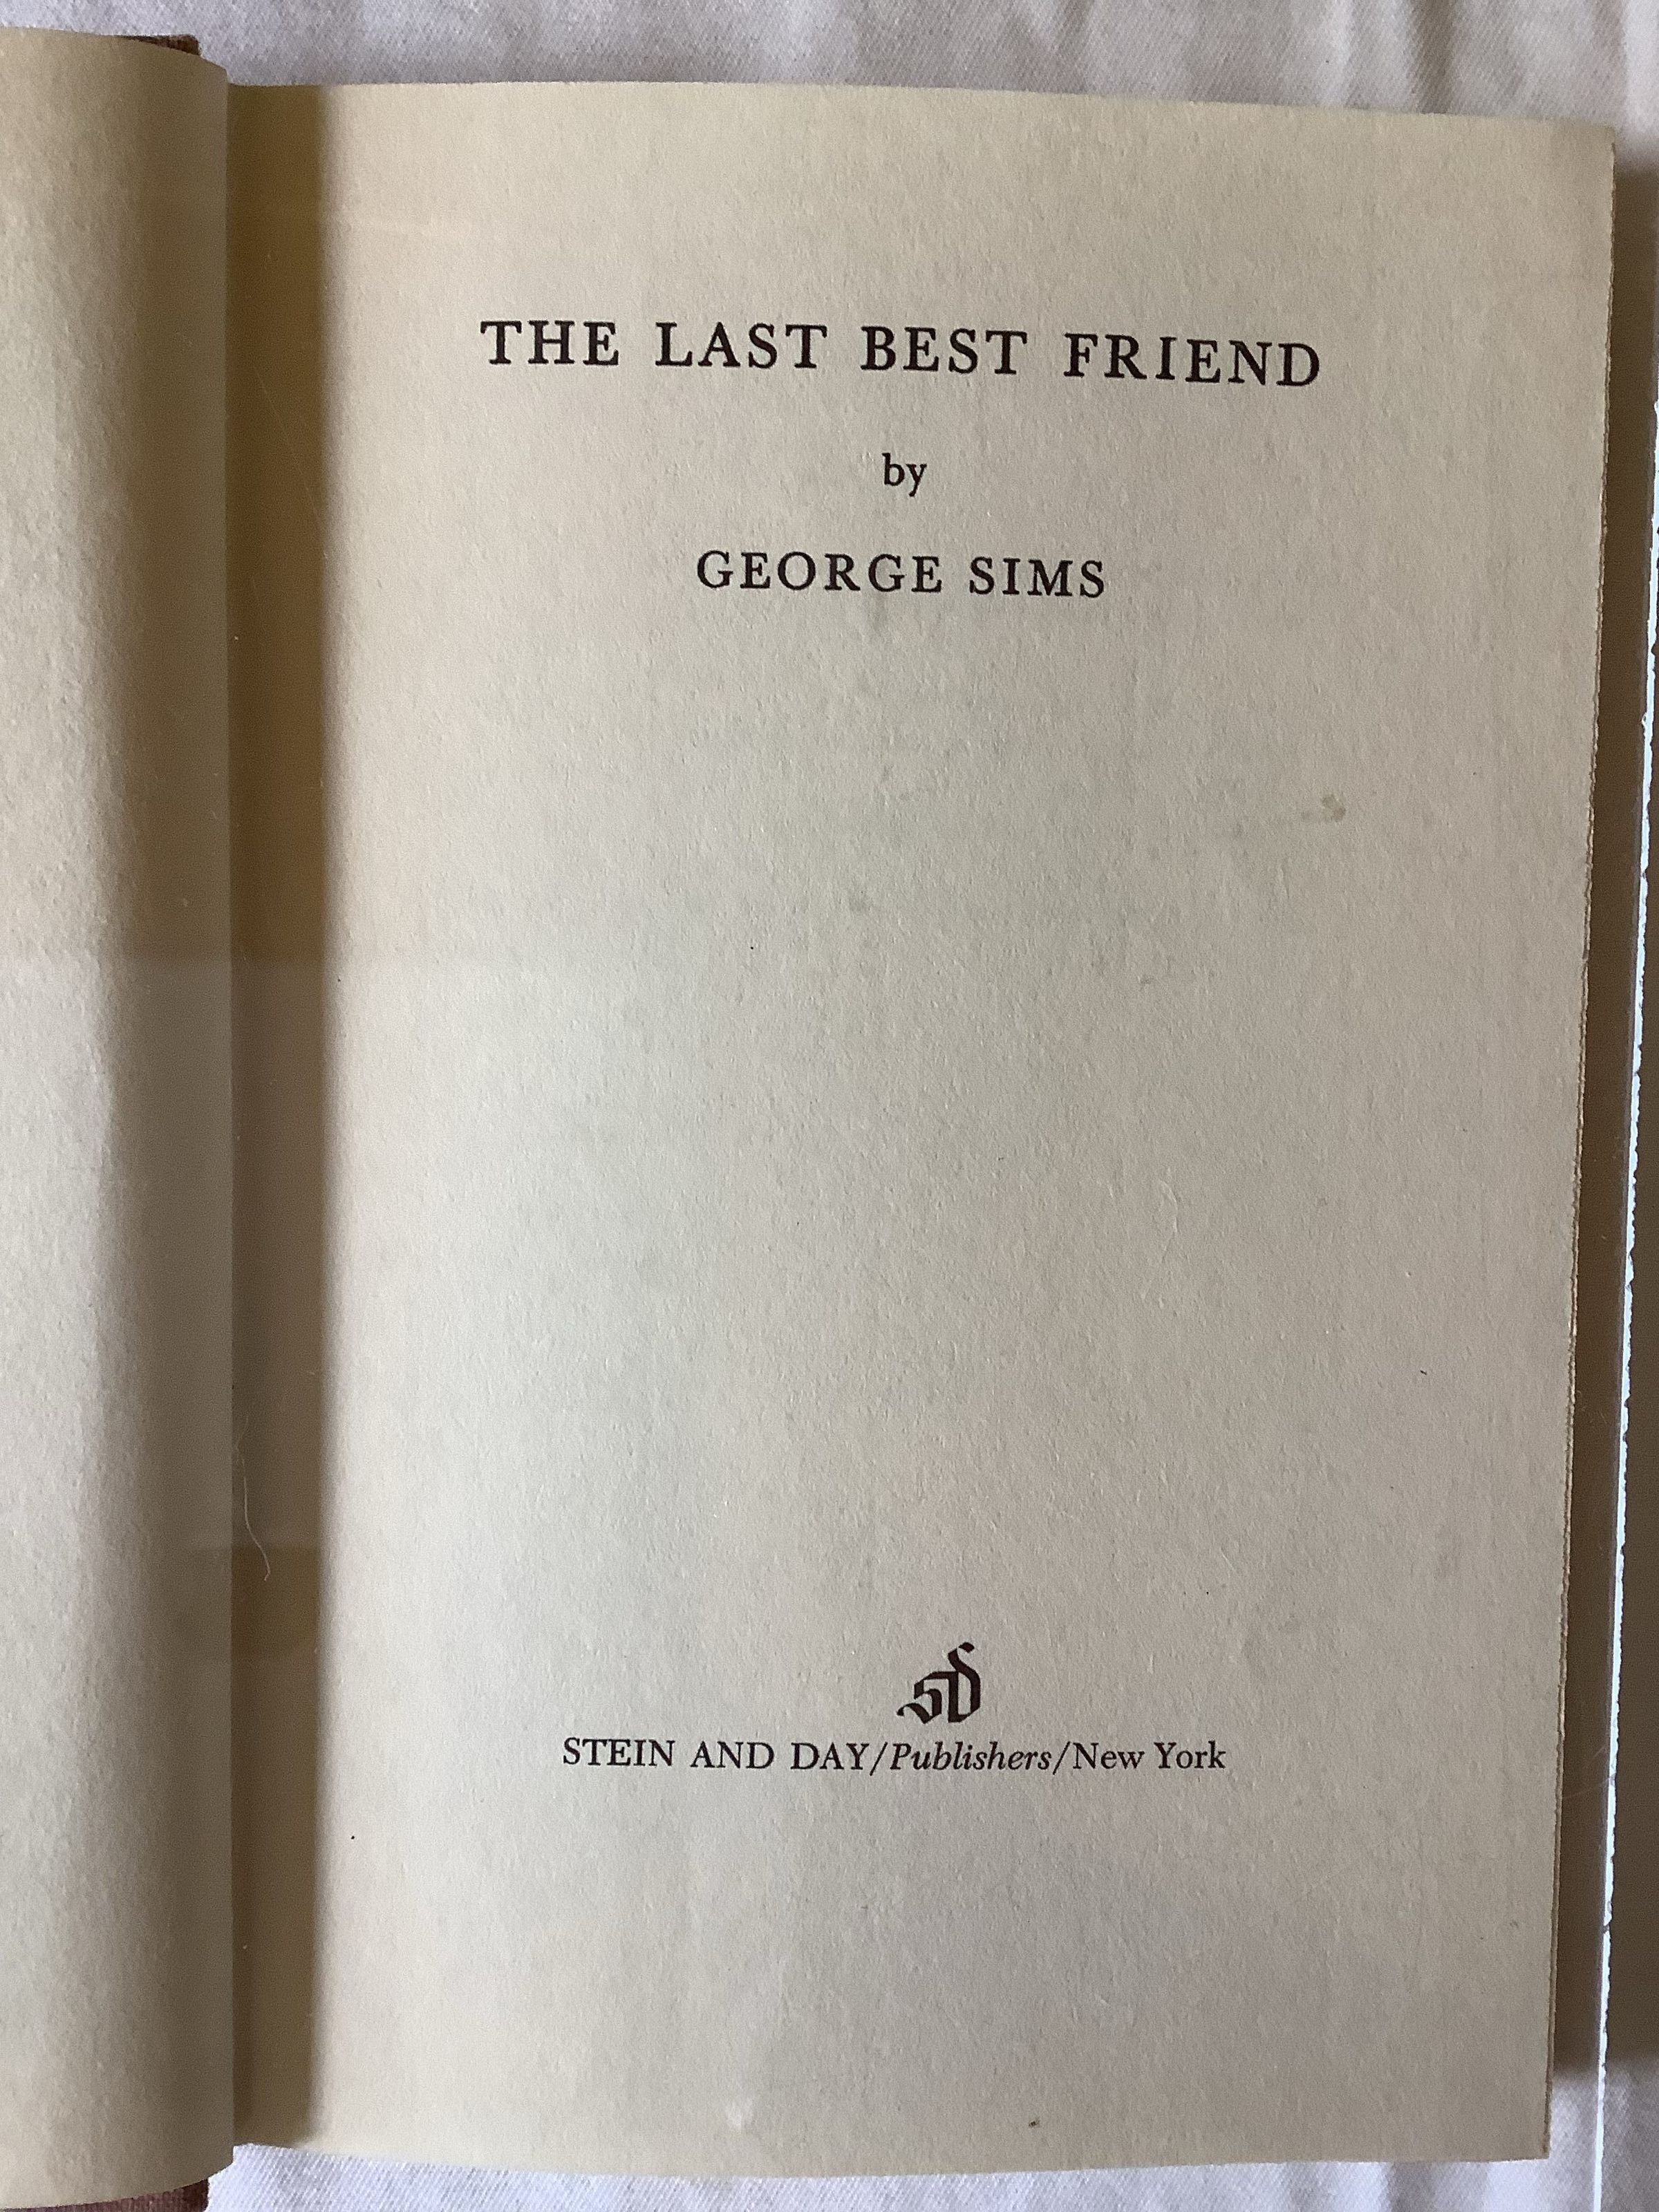 THE LAST BEST FRIEND
by
GEORGE SIMS
sd
STEIN AND DAY/Publishers/New York